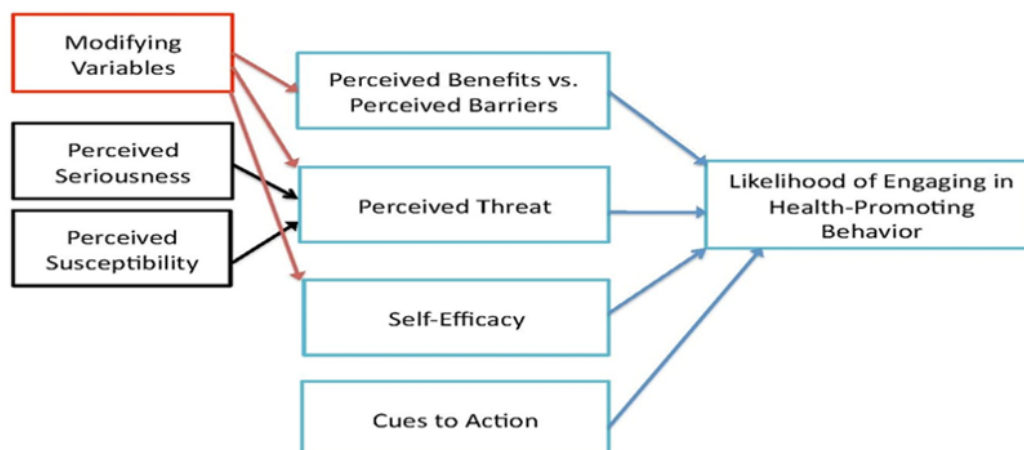 Modifying
Variables
Perceived
Seriousness
Perceived
Susceptibility
Perceived Benefits vs.
Perceived Barriers
Perceived Threat
Self-Efficacy
Cues to Action
Likelihood of Engaging in
Health-Promoting
Behavior